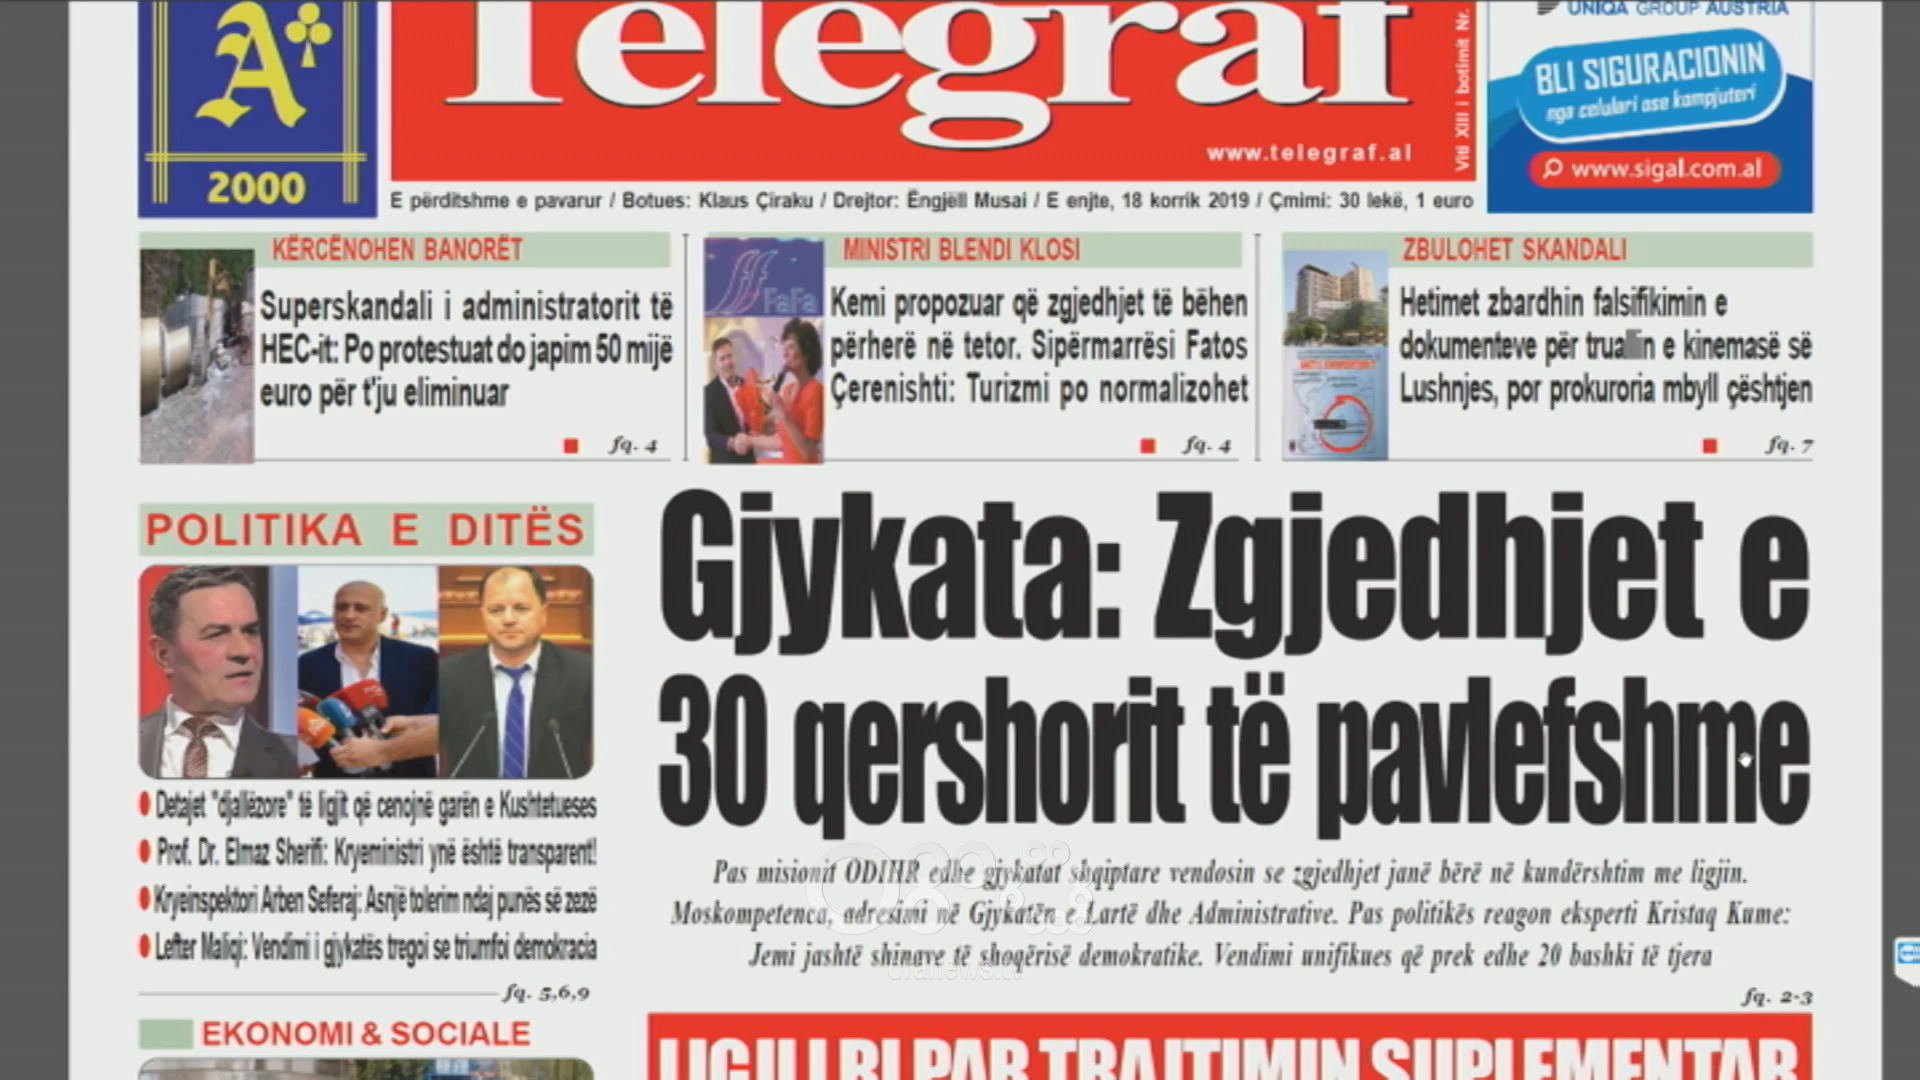 A
2000
Telegraf
www.telegraf.al
Viti XIII i botimit Nr.
UNIQA GROUP AUSTRIA
BLI SIGURACIONIN
nga celulari ose kompjuteri
www.sigal.com.al
E përditshme e pavarur / Botues: Klaus Çiraku / Drejtor: Ëngjëll Musai / E enjte, 18 korrik 2019 / Çmimi: 30 lekë, 1 euro
KËRCËNOHEN BANORËT
Superskandali i administratorit të
HEC-it: Po protestuat do japim 50 mijë
euro për t'ju eliminuar
fq. 4
MINISTRI BLENDI KLOSI
FaFa
Kemi propozuar që zgjedhjet të bëhen
përherë në tetor. Sipërmarrësi Fatos
Çerenishti: Turizmi po normalizohet
fq. 4
ZBULOHET SKANDALI
Hetimet zbardhin falsifikimin e
dokumenteve për truallin e kinemasë së
Lushnjes, por prokuroria mbyll çështjen
fq. 7
POLITIKA E DITËS
Detajet "djallëzore" të ligjit që cenojnë garën e Kushtetueses
Prof. Dr. Elmaz Sherifi: Kryeministri ynë është transparent!
Kryeinspektori Arben Seferaj: Asnjë tolerim ndaj punës së zezë
Lefter Maliqi: Vendimi i gjykatës tregoi se triumfoi demokracia
fq. 5,6,9
EKONOMI & SOCIALE
Gjykata: Zgjedhjet e
30 qershorit të pavlefshme
Pas misionit ODIHR edhe gjykatat shqiptare vendosin se zgjedhjet janë bërë në kundërshtim me ligjin.
Moskompetenca, adresimi në Gjykatën e Lartë dhe Administrative. Pas politikës reagon eksperti Kristaq Kume:
Jemi jashtë shinave të shoqërisë demokratike. Vendimi unifikues që prek edhe 20 bashki të tjera
oranews.tv
fq. 2-3
LIGJI I RI PAR TRAJTIMIN SUPLEMENTAR